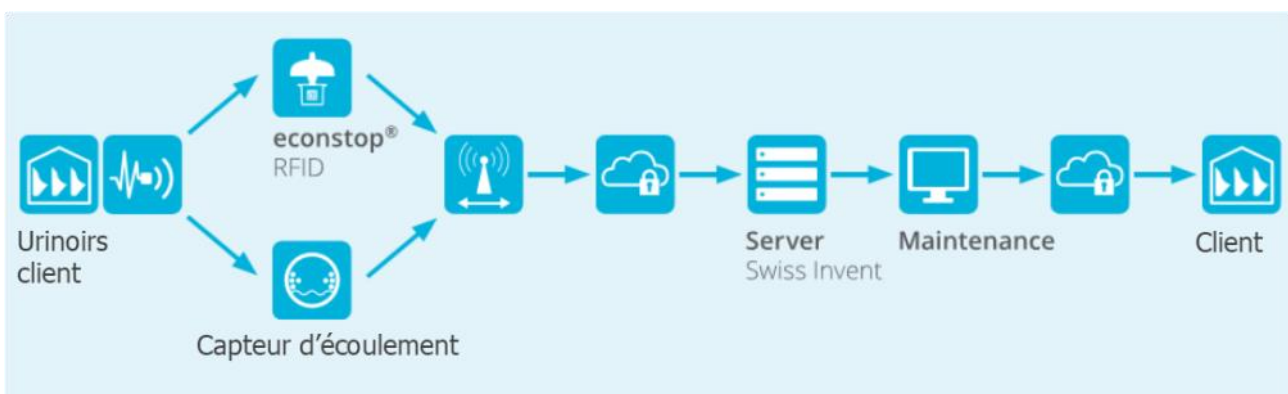 econstop®
RFID
Urinoirs
client
Server
Swiss Invent
Maintenance
Client
Capteur d'écoulement